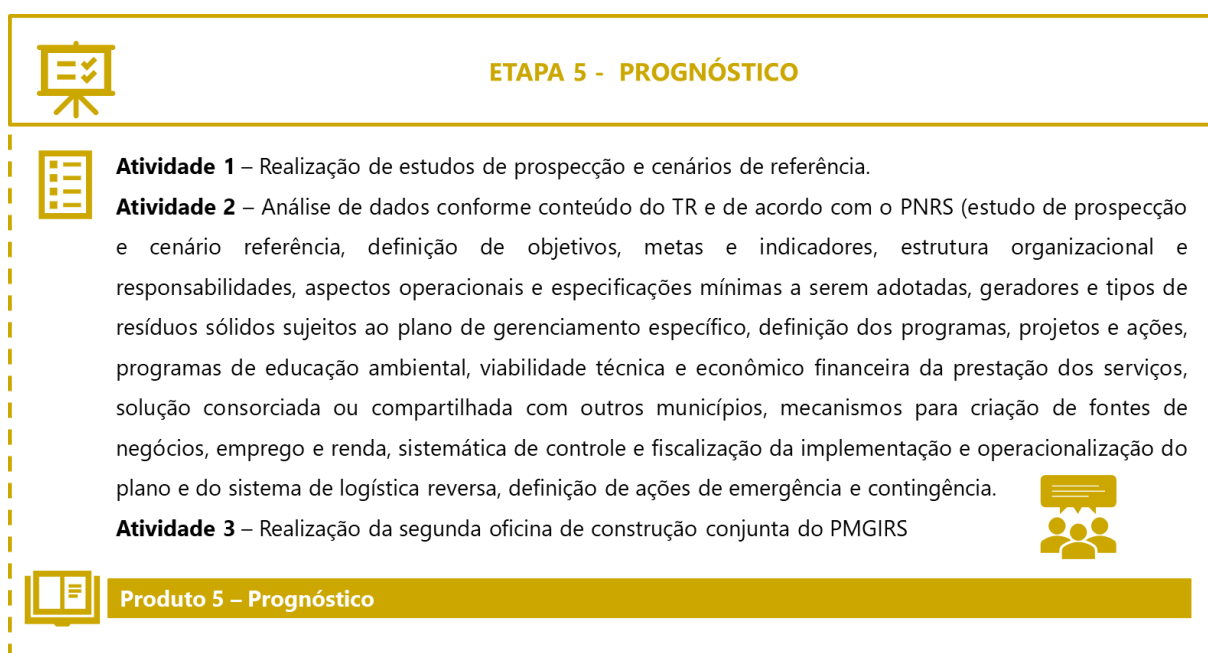 ETAPA 5 - PROGNÓSTICO
Atividade 1 – Realização de estudos de prospecção e cenários de referência.
Atividade 2 – Análise de dados conforme conteúdo do TR e de acordo com o PNRS (estudo de prospecção
e cenário referência, definição de objetivos, metas e indicadores, estrutura organizacional e
responsabilidades, aspectos operacionais e especificações mínimas a serem adotadas, geradores e tipos de
resíduos sólidos sujeitos ao plano de gerenciamento específico, definição dos programas, projetos e ações,
programas de educação ambiental, viabilidade técnica e econômico financeira da prestação dos serviços,
solução consorciada ou compartilhada com outros municípios, mecanismos para criação de fontes de
negócios, emprego e renda, sistemática de controle e fiscalização da implementação e operacionalização do
plano e do sistema de logística reversa, definição de ações de emergência e contingência.
Atividade 3 – Realização da segunda oficina de construção conjunta do PMGIRS
Produto 5 – Prognóstico